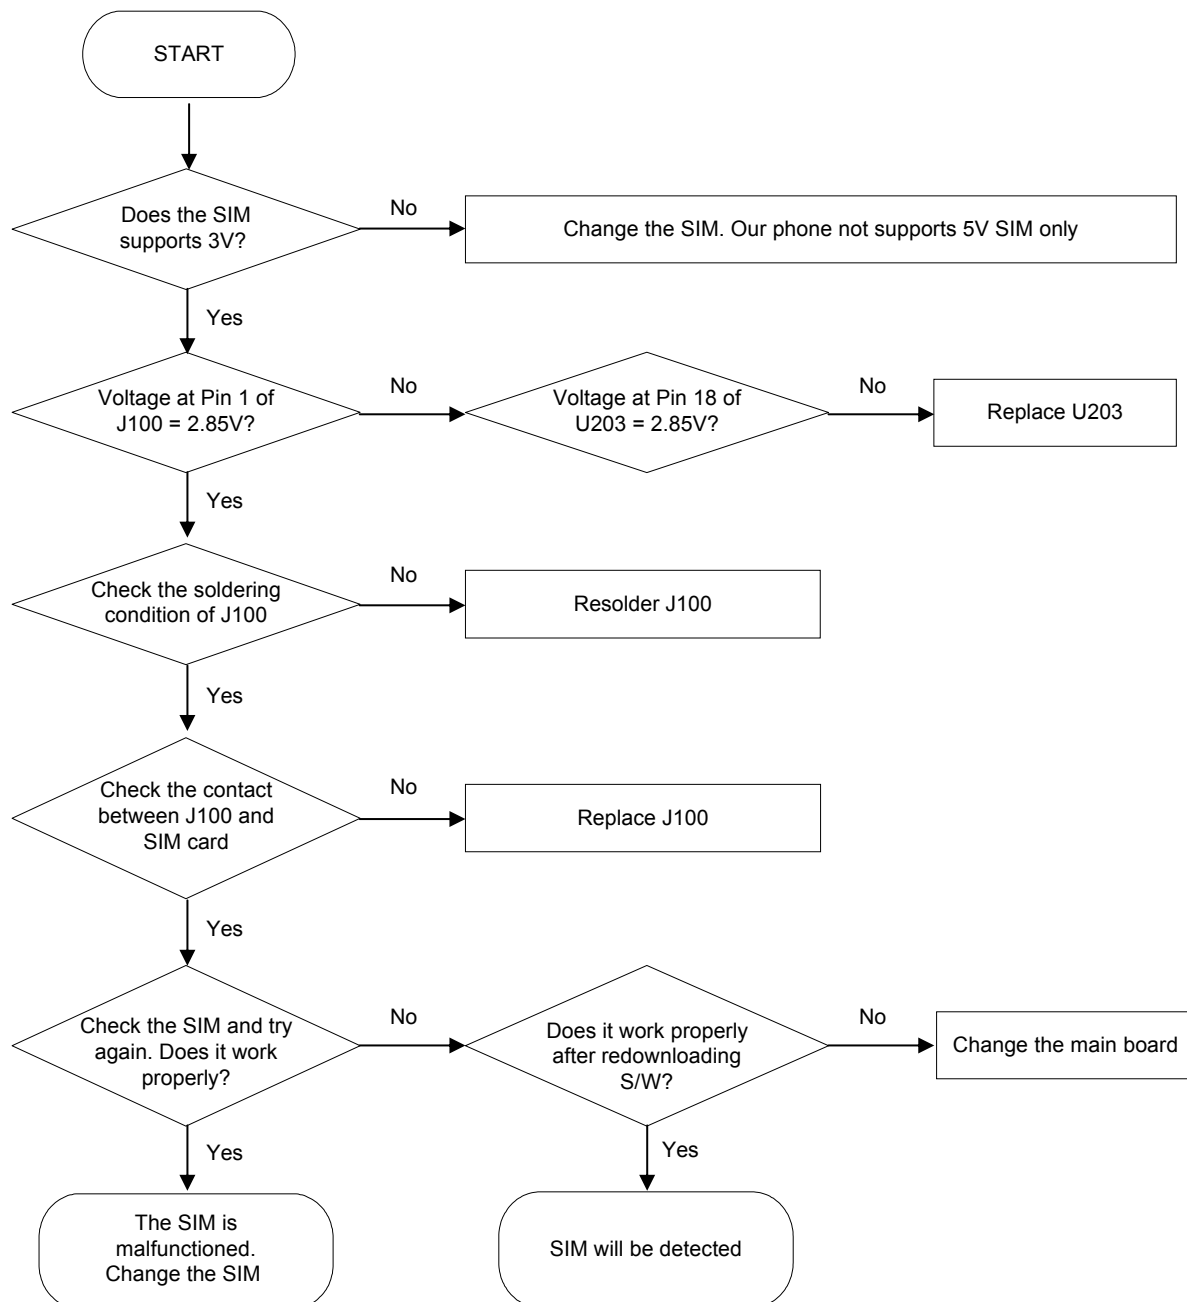 START
Does the SIM
supports 3V?
No
Change the SIM. Our phone not supports 5V SIM only
Yes
Voltage at Pin 1 of
J100 = 2.85V?
No
Voltage at Pin 18 of
U203 = 2.85V?
No
Replace U203
Yes
Check the soldering
condition of J100
No
Resolder J100
Yes
Check the contact
between J100 and
SIM card
No
Replace J100
Yes
Check the SIM and try
again. Does it work
properly?
No
Does it work properly
after redownloading
S/W?
No
Change the main board
Yes
The SIM is
malfunctioned.
Change the SIM
Yes
SIM will be detected